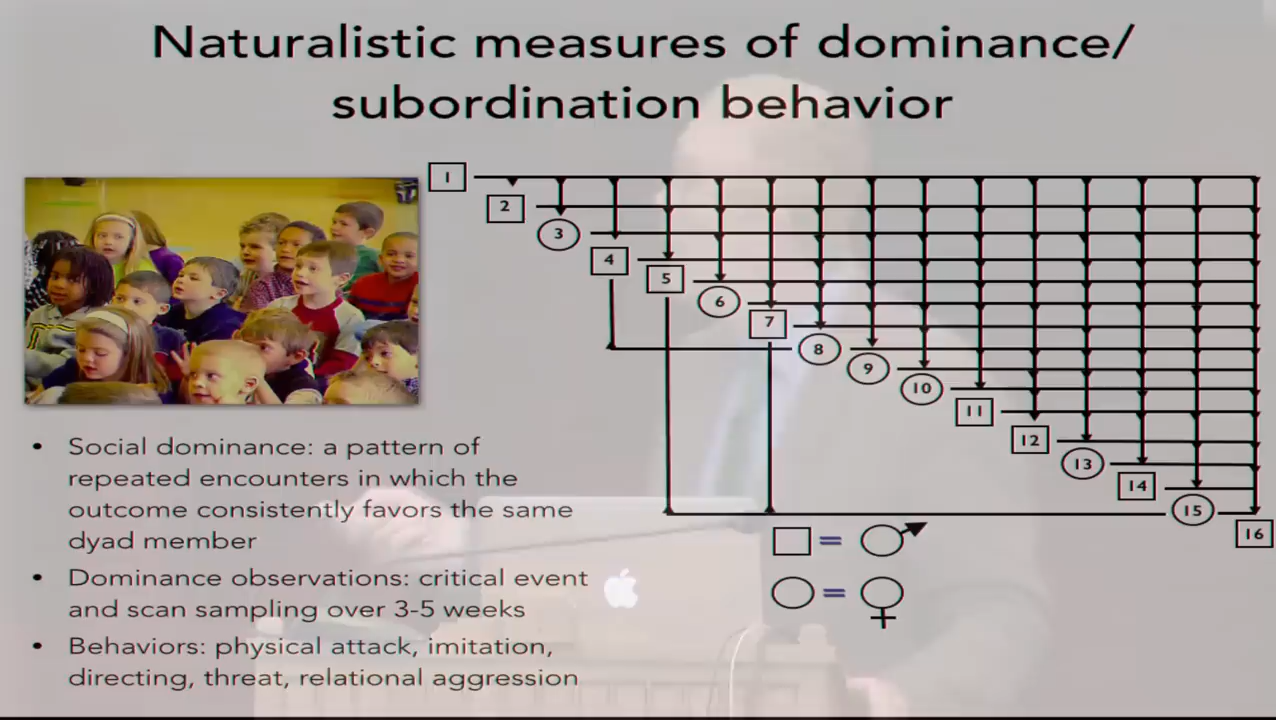 Naturalistic measures of dominance/
subordination behavior
1
2
3
4
5
6
7
8
9
10
11
12
13
14
15
16
=
=
• Social dominance: a pattern of
repeated encounters in which the
outcome consistently favors the same
dyad member
• Dominance observations: critical event
and scan sampling over 3-5 weeks
• Behaviors: physical attack, imitation,
directing, threat, relational aggression